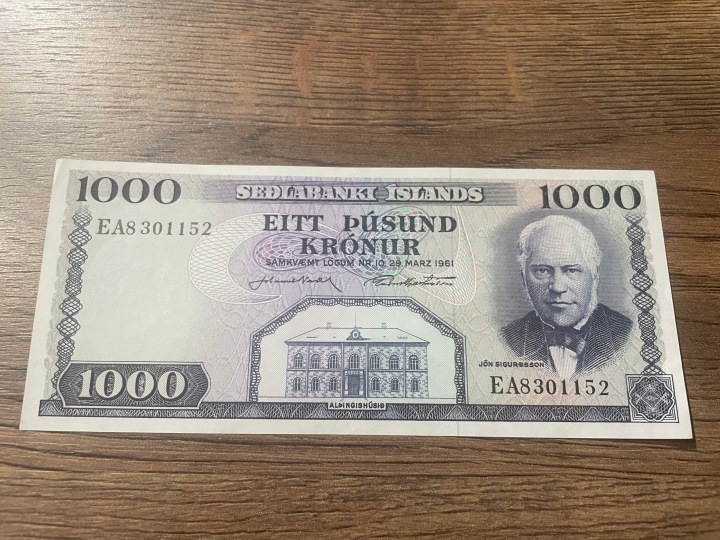 1000 SEÐLABANKI ÍSLANDS 1000
EA8301152
EITT ÞÚSUND
KRÓNUR
SAMKVÆMT LÖGUM NR. 10, 29. MARZ 1961
JÓN SIGURÐSSON
1000
EA8301152
ALÞINGISHÚSIÐ